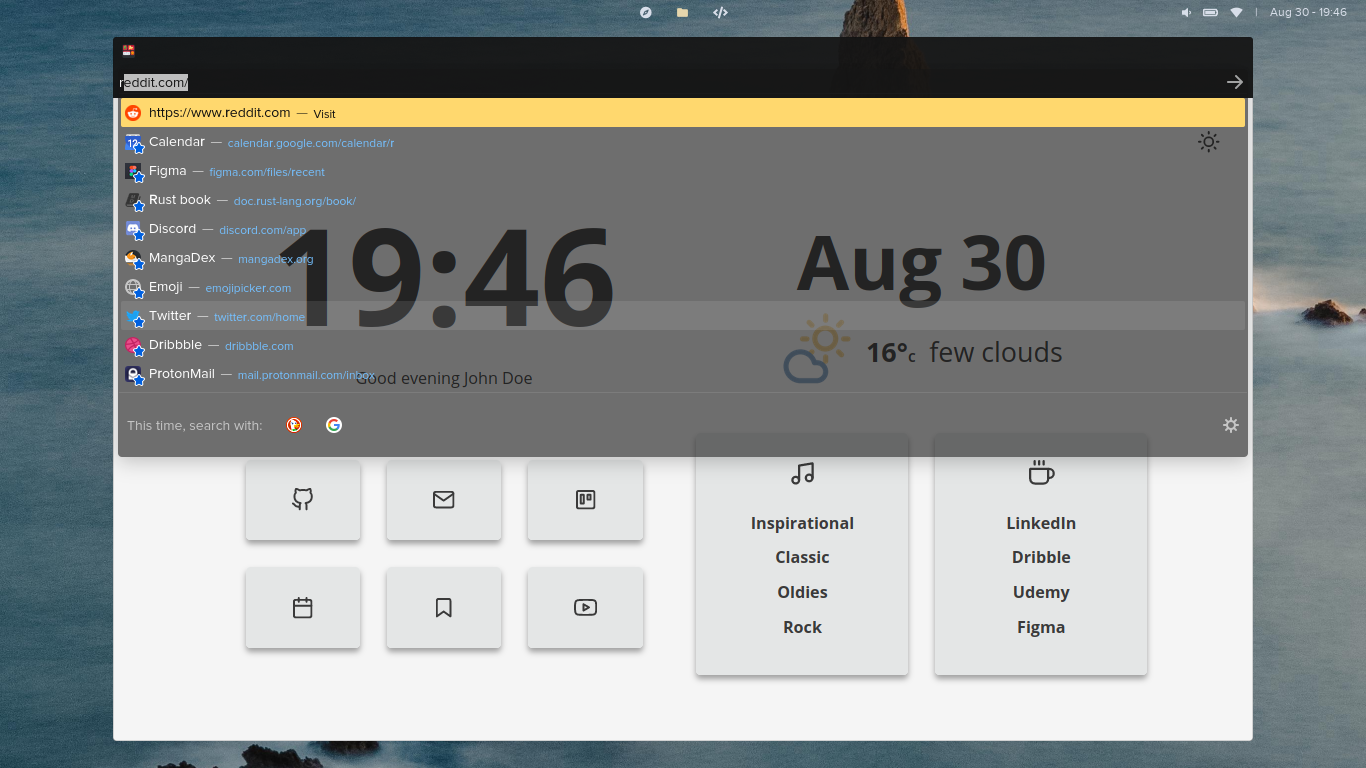 Aug 30 - 19:46
reddit.com/
https://www.reddit.com — Visit
Calendar — calendar.google.com/calendar/r
Figma — figma.com/files/recent
Rust book — doc.rust-lang.org/book/
Discord — discord.com/app
MangaDex — mangadex.org
Emoji — emojipicker.com
Twitter — twitter.com/home
Dribbble — dribbble.com
ProtonMail — mail.protonmail.com/inbox
This time, search with:
19:46
Good evening John Doe
Aug 30
16°c few clouds
Inspirational
Classic
Oldies
Rock
LinkedIn
Dribble
Udemy
Figma